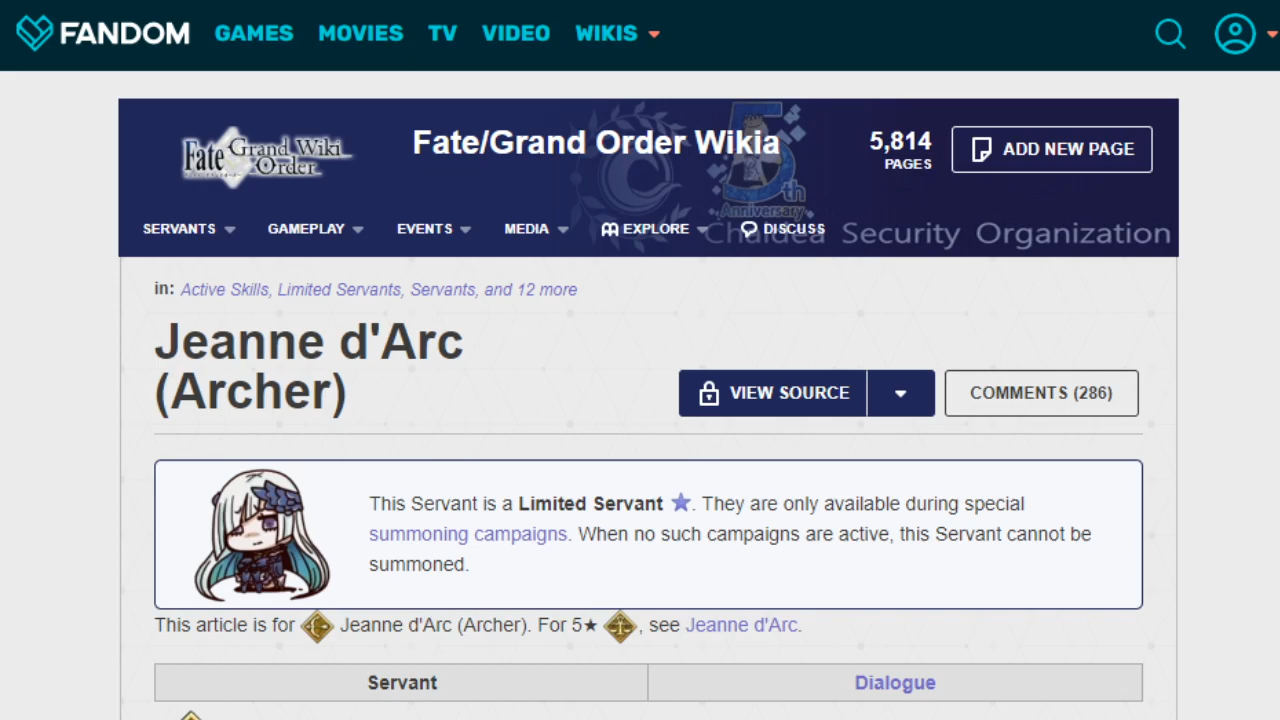 FANDOM GAMES MOVIES TV VIDEO WIKIS
Fate Grand Wiki Order
Fate/Grand Order Wikia
5,814 PAGES
ADD NEW PAGE
5th Anniversary
SERVANTS GAMEPLAY EVENTS MEDIA EXPLORE DISCUSS
Chaldea Security Organization
in: Active Skills, Limited Servants, Servants, and 12 more
Jeanne d'Arc
(Archer)
VIEW SOURCE COMMENTS (286)
This Servant is a Limited Servant ★. They are only available during special
summoning campaigns. When no such campaigns are active, this Servant cannot be
summoned.
This article is for Jeanne d'Arc (Archer). For 5★ , see Jeanne d'Arc.
Servant Dialogue